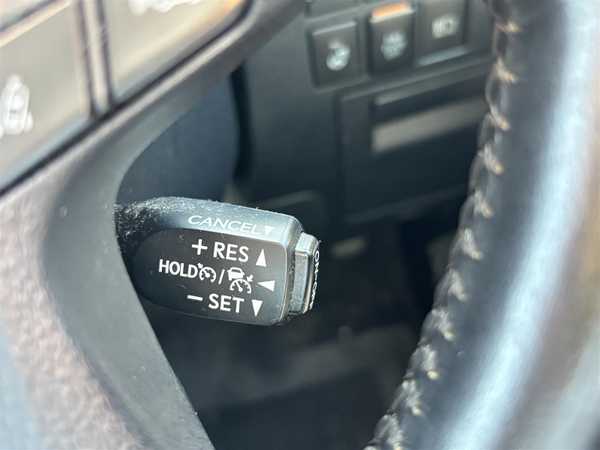 CANCEL▼
+ RES ▲
HOLD / ◀
− SET ▼